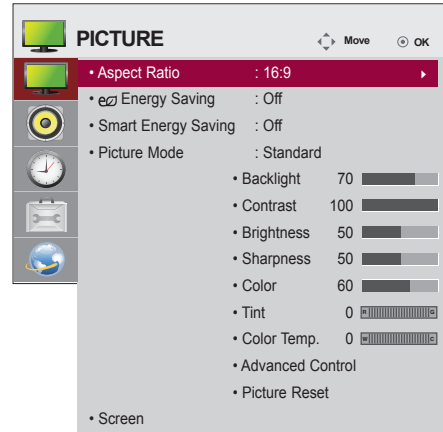 PICTURE Move OK
• Aspect Ratio : 16:9
• Energy Saving : Off
• Smart Energy Saving : Off
• Picture Mode : Standard
• Backlight 70
• Contrast 100
• Brightness 50
• Sharpness 50
• Color 60
• Tint 0 R G
• Color Temp. 0 W C
• Advanced Control
• Picture Reset
• Screen